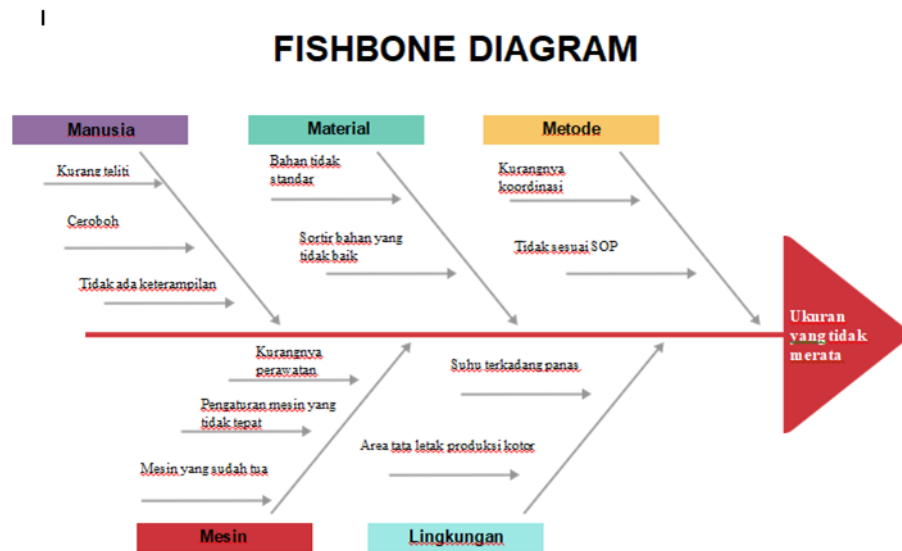 FISHBONE DIAGRAM
Manusia
Material
Metode
Kurang teliti
Ceroboh
Tidak ada keterampilan
Bahan tidak
standar
Sortir bahan yang
tidak baik
Kurangnya
koordinasi
Tidak sesuai SOP
Ukuran
yang tidak
merata
Kurangnya
perawatan
Pengaturan mesin yang
tidak tepat
Mesin yang sudah tua
Suhu terkadang panas
Area tata letak produksi kotor
Mesin
Lingkungan